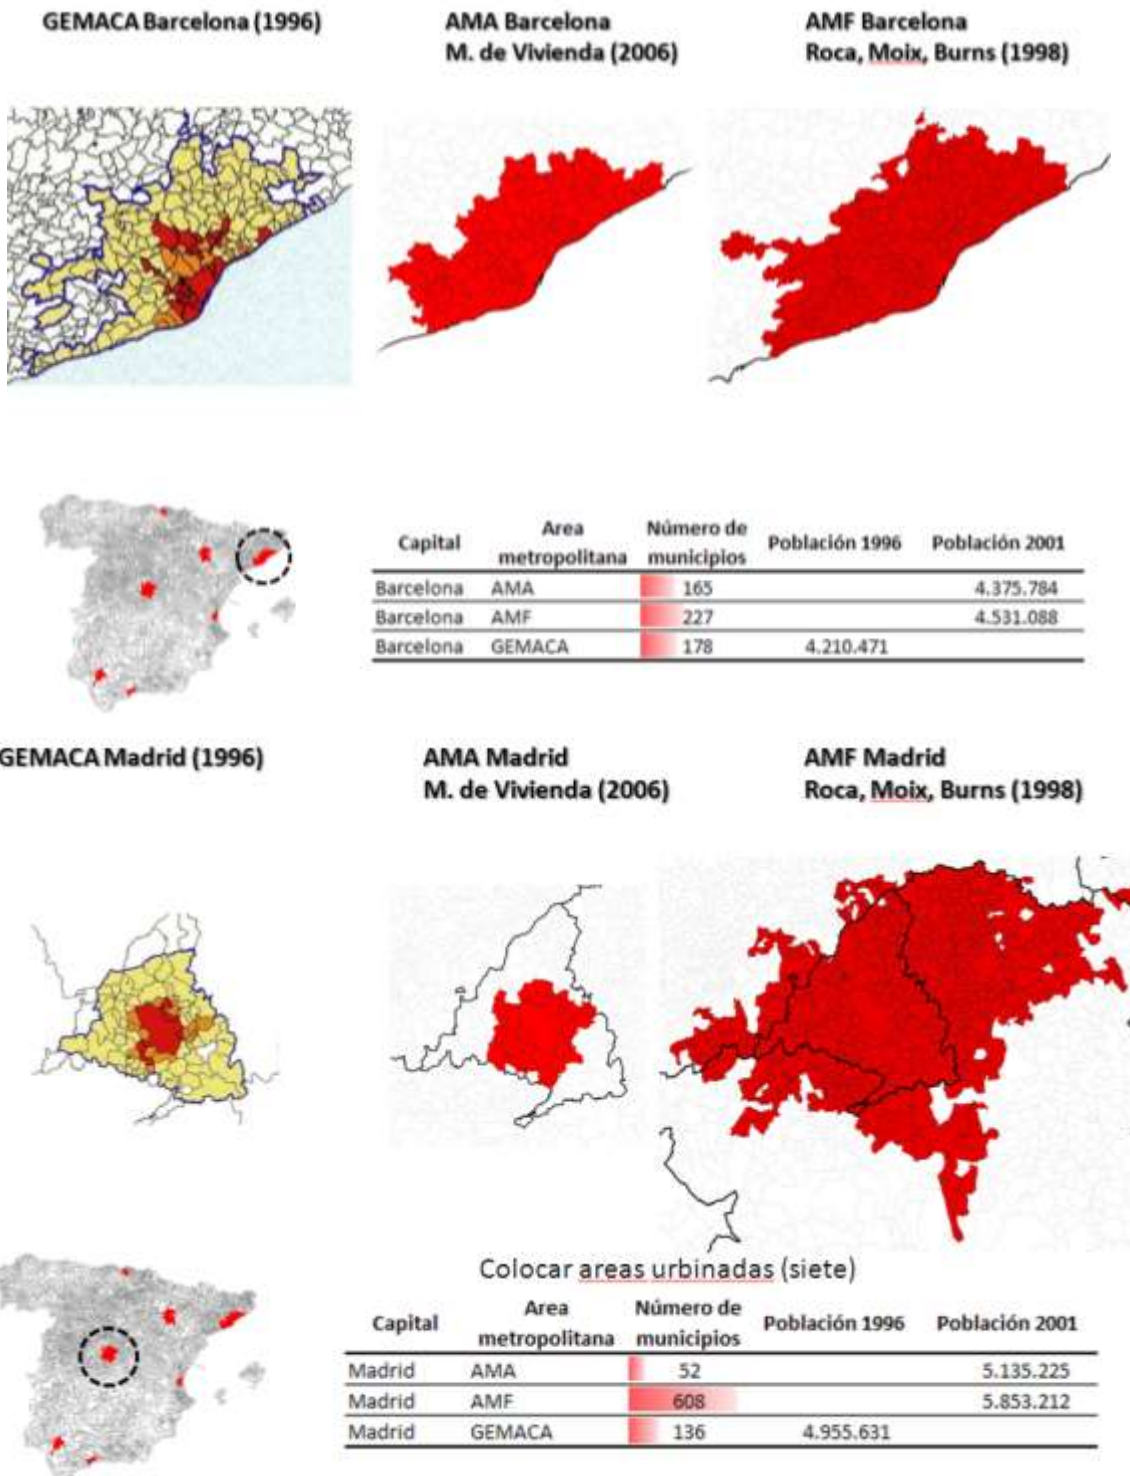 GEMACA Barcelona (1996)
AMA Barcelona
M. de Vivienda (2006)
AMF Barcelona
Roca, Moix, Burns (1998)
Capital Area metropolitana Número de municipios Población 1996 Población 2001
Barcelona AMA 165 4.375.784
Barcelona AMF 227 4.531.088
Barcelona GEMACA 178 4.210.471
GEMACA Madrid (1996)
AMA Madrid
M. de Vivienda (2006)
AMF Madrid
Roca, Moix, Burns (1998)
Colocar areas urbinadas (siete)
Capital Area metropolitana Número de municipios Población 1996 Población 2001
Madrid AMA 52 5.135.225
Madrid AMF 608 5.853.212
Madrid GEMACA 136 4.955.631